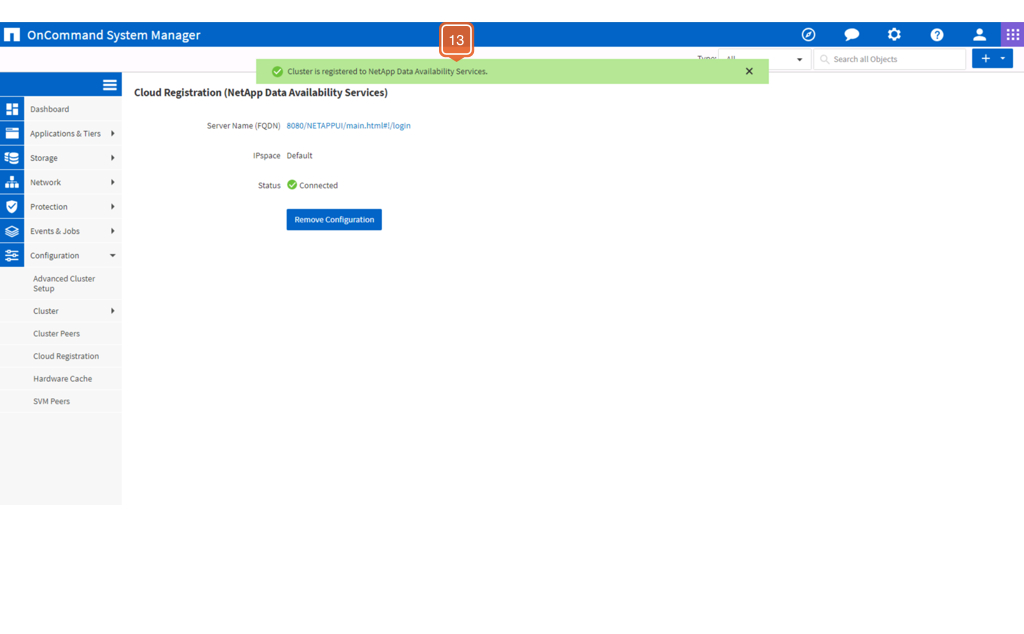 OnCommand System Manager
13
Type: All
Search all Objects
Cluster is registered to NetApp Data Availability Services.
Cloud Registration (NetApp Data Availability Services)
Server Name (FQDN) 8080/NETAPPUI/main.html#!/login
IPspace Default
Status Connected
Remove Configuration
Dashboard
Applications & Tiers
Storage
Network
Protection
Events & Jobs
Configuration
Advanced Cluster
Setup
Cluster
Cluster Peers
Cloud Registration
Hardware Cache
SVM Peers